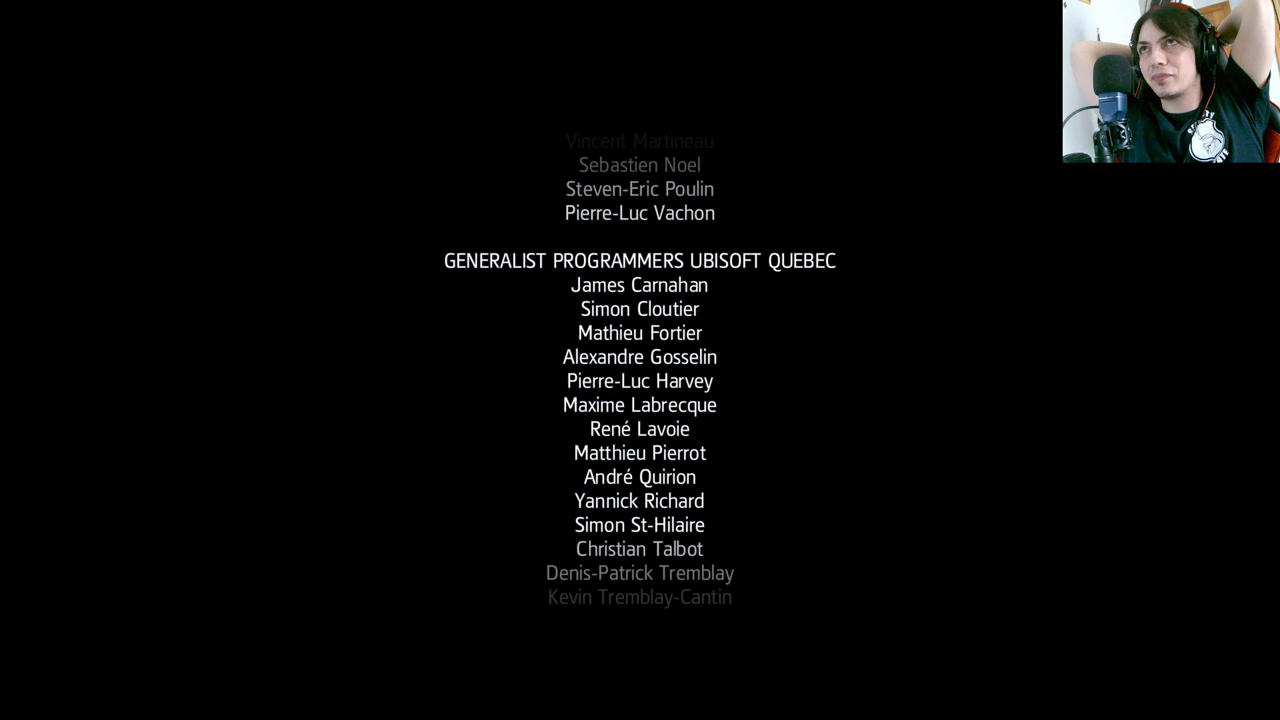 Vincent Martineau
Sebastien Noel
Steven-Eric Poulin
Pierre-Luc Vachon
GENERALIST PROGRAMMERS UBISOFT QUEBEC
James Carnahan
Simon Cloutier
Mathieu Fortier
Alexandre Gosselin
Pierre-Luc Harvey
Maxime Labrecque
René Lavoie
Matthieu Pierrot
André Quirion
Yannick Richard
Simon St-Hilaire
Christian Talbot
Denis-Patrick Tremblay
Kevin Tremblay-Cantin